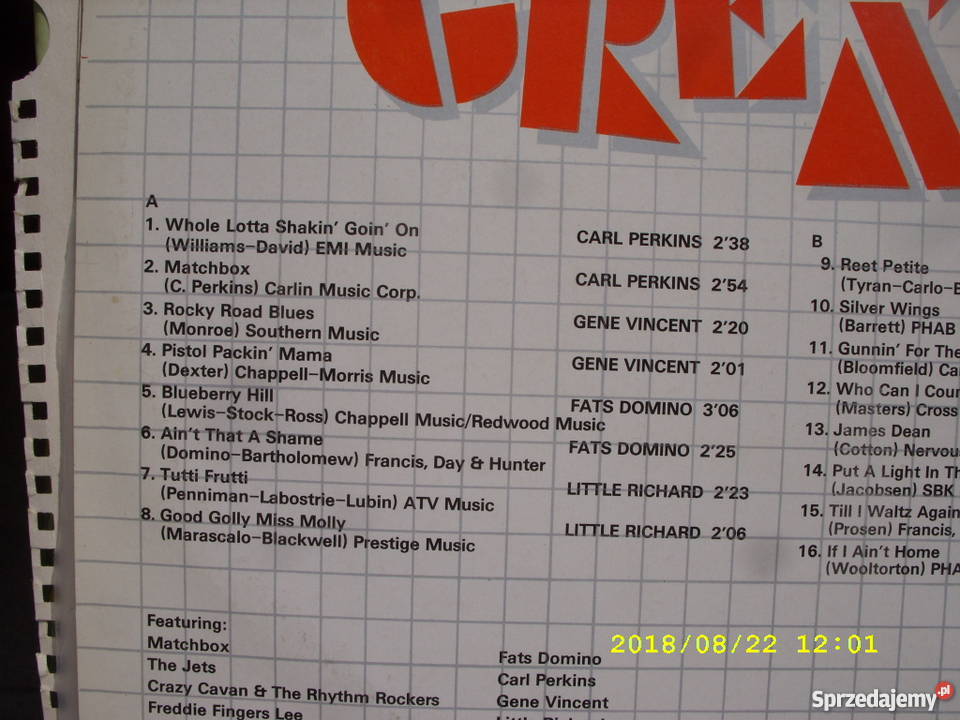 GREA
A
1. Whole Lotta Shakin' Goin' On
(Williams-David) EMI Music
CARL PERKINS 2'38
2. Matchbox
(C. Perkins) Carlin Music Corp.
CARL PERKINS 2'54
3. Rocky Road Blues
(Monroe) Southern Music
GENE VINCENT 2'20
4. Pistol Packin' Mama
(Dexter) Chappell-Morris Music
GENE VINCENT 2'01
5. Blueberry Hill
(Lewis-Stock-Ross) Chappell Music/Redwood Music
FATS DOMINO 3'06
6. Ain't That A Shame
(Domino-Bartholomew) Francis, Day & Hunter
FATS DOMINO 2'25
7. Tutti Frutti
(Penniman-Labostrie-Lubin) ATV Music
LITTLE RICHARD 2'23
8. Good Golly Miss Molly
(Marascalo-Blackwell) Prestige Music
LITTLE RICHARD 2'06
B
9. Reet Petite
(Tyran-Carlo-
10. Silver Wings
(Barrett) PHAB
11. Gunnin' For The
(Bloomfield) Ca
12. Who Can I Cou
(Masters) Cross
13. James Dean
(Cotton) Nervou
14. Put A Light In Th
(Jacobsen) SBK
15. Till I Waltz Again
(Prosen) Francis,
16. If I Ain't Home
(Wooltorton) PHA
Featuring:
Matchbox
The Jets
Crazy Cavan & The Rhythm Rockers
Freddie Fingers Lee
Fats Domino
Carl Perkins
Gene Vincent
Little Richard
2018/08/22 12:01
Sprzedajemy.pl